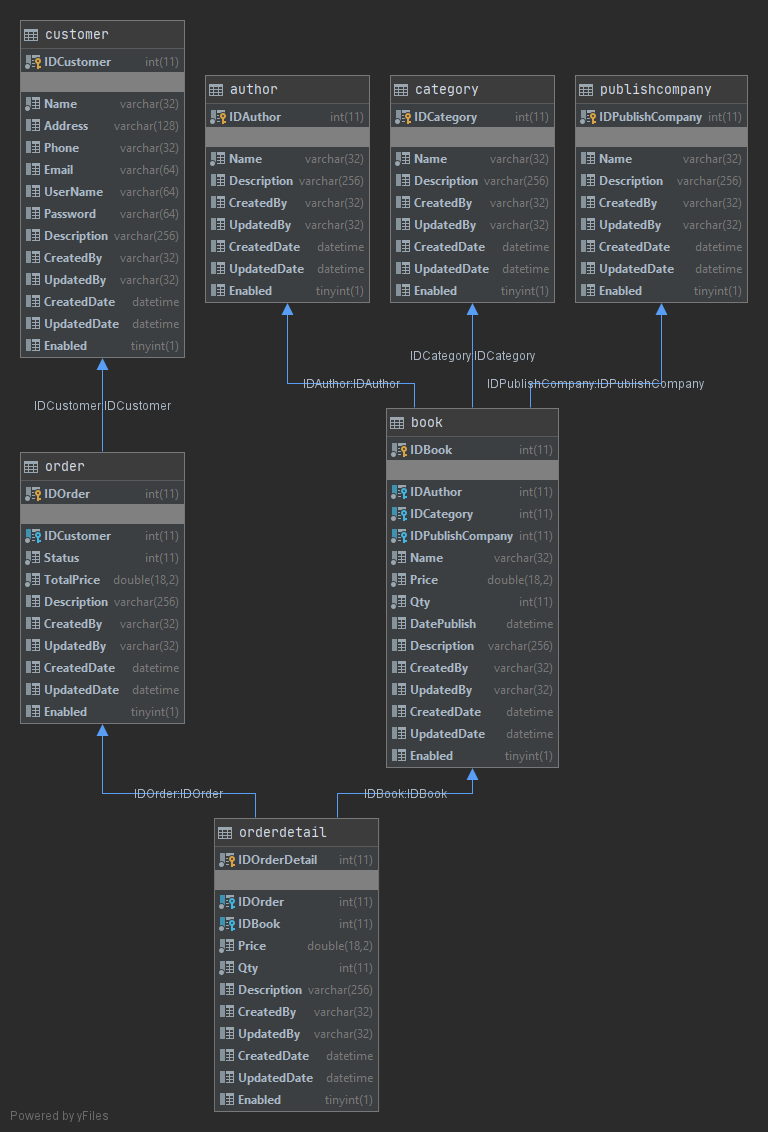 customer
IDCustomer int(11)
Name varchar(32)
Address varchar(128)
Phone varchar(32)
Email varchar(64)
UserName varchar(64)
Password varchar(64)
Description varchar(256)
CreatedBy varchar(32)
UpdatedBy varchar(32)
CreatedDate datetime
UpdatedDate datetime
Enabled tinyint(1)
author
IDAuthor int(11)
Name varchar(32)
Description varchar(256)
CreatedBy varchar(32)
UpdatedBy varchar(32)
CreatedDate datetime
UpdatedDate datetime
Enabled tinyint(1)
category
IDCategory int(11)
Name varchar(32)
Description varchar(256)
CreatedBy varchar(32)
UpdatedBy varchar(32)
CreatedDate datetime
UpdatedDate datetime
Enabled tinyint(1)
publishcompany
IDPublishCompany int(11)
Name varchar(32)
Description varchar(256)
CreatedBy varchar(32)
UpdatedBy varchar(32)
CreatedDate datetime
UpdatedDate datetime
Enabled tinyint(1)
IDCategory:IDCategory
IDAuthor:IDAuthor
IDPublishCompany:IDPublishCompany
IDCustomer:IDCustomer
book
IDBook int(11)
IDAuthor int(11)
IDCategory int(11)
IDPublishCompany int(11)
Name varchar(32)
Price double(18,2)
Qty int(11)
DatePublish datetime
Description varchar(256)
CreatedBy varchar(32)
UpdatedBy varchar(32)
CreatedDate datetime
UpdatedDate datetime
Enabled tinyint(1)
order
IDOrder int(11)
IDCustomer int(11)
Status int(11)
TotalPrice double(18,2)
Description varchar(256)
CreatedBy varchar(32)
UpdatedBy varchar(32)
CreatedDate datetime
UpdatedDate datetime
Enabled tinyint(1)
IDOrder:IDOrder
IDBook:IDBook
orderdetail
IDOrderDetail int(11)
IDOrder int(11)
IDBook int(11)
Price double(18,2)
Qty int(11)
Description varchar(256)
CreatedBy varchar(32)
UpdatedBy varchar(32)
CreatedDate datetime
UpdatedDate datetime
Enabled tinyint(1)
Powered by yFiles